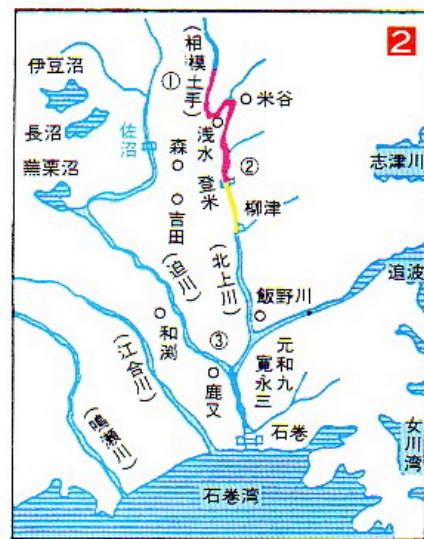 2
伊豆沼
長沼
蕪栗沼
佐沼
①
(相模土手)
米谷
浅水
森
②
登米
吉田
柳津
志津川
(迫川)
(北上川)
飯野川
追波
和渕
③
鹿又
元和九
寛永三
(江合川)
(鳴瀬川)
石巻
女川湾
石巻湾